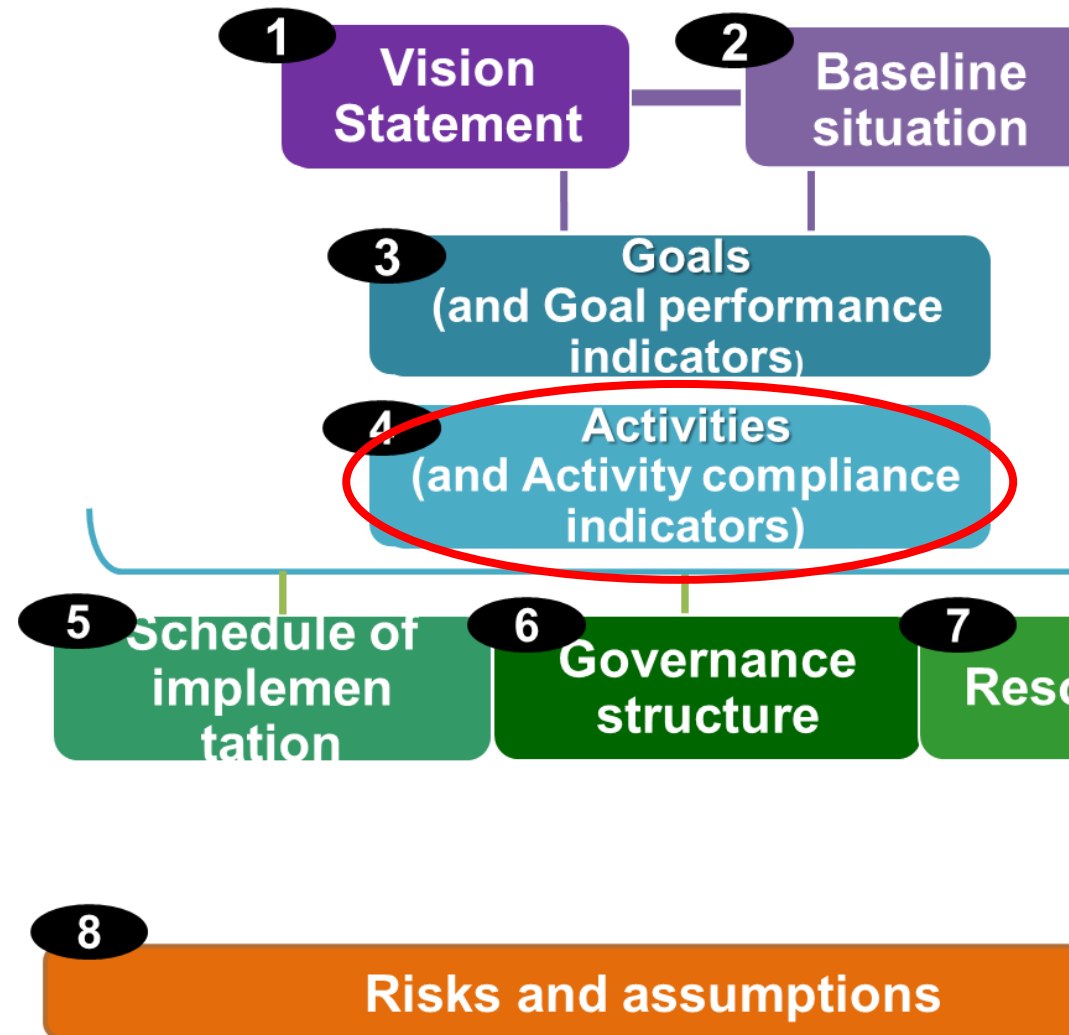 1
Vision
Statement
2
Baseline
situation
3
Goals
(and Goal performance
indicators)
4
Activities
(and Activity compliance
indicators)
5
Schedule of
implemen
tation
6
Governance
structure
7
8
Risks and assumptions